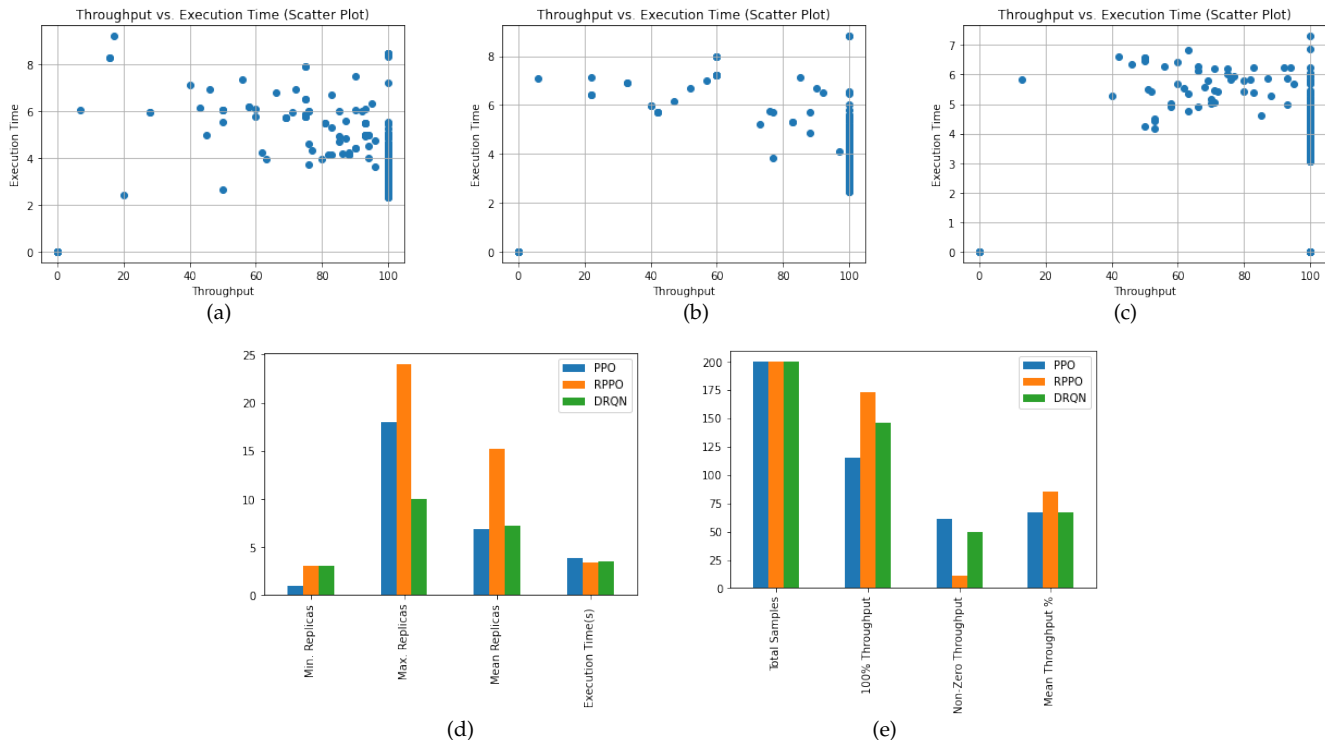 Throughput vs. Execution Time (Scatter Plot)
Execution Time
8
6
4
2
0
0 20 40 60 80 100
Throughput
(a)
Throughput vs. Execution Time (Scatter Plot)
Execution Time
8
6
4
2
0
0 20 40 60 80 100
Throughput
(b)
Throughput vs. Execution Time (Scatter Plot)
Execution Time
7
6
5
4
3
2
1
0
0 20 40 60 80 100
Throughput
(c)
25
20
15
10
5
0
PPO
RPPO
DRQN
Min. Replicas
Max. Replicas
Mean Replicas
Execution Time(s)
(d)
200
175
150
125
100
75
50
25
0
PPO
RPPO
DRQN
Total Samples
100% Throughput
Non-Zero Throughput
Mean Throughput %
(e)